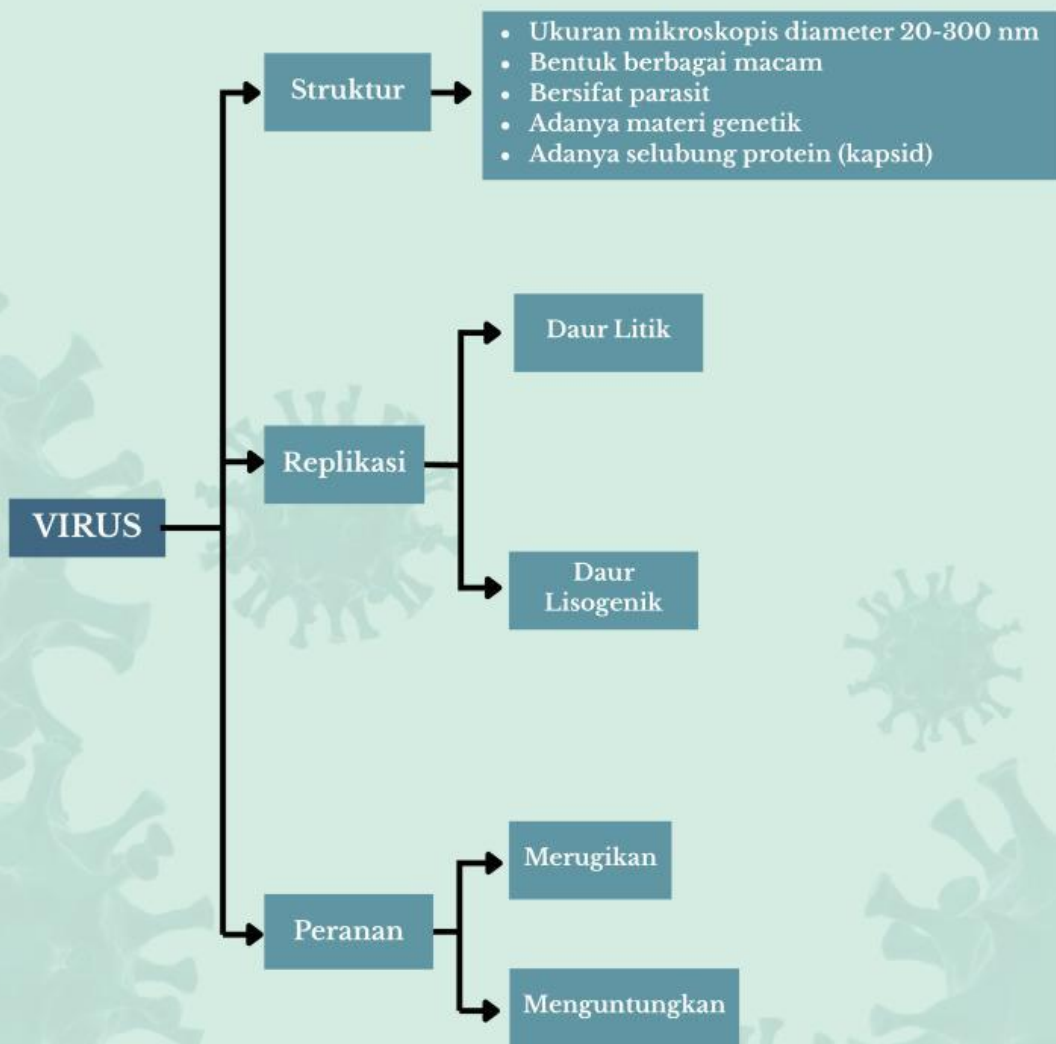 Struktur
• Ukuran mikroskopis diameter 20-300 nm
• Bentuk berbagai macam
• Bersifat parasit
• Adanya materi genetik
• Adanya selubung protein (kapsid)
Daur Litik
Replikasi
VIRUS
Daur
Lisogenik
Merugikan
Peranan
Menguntungkan